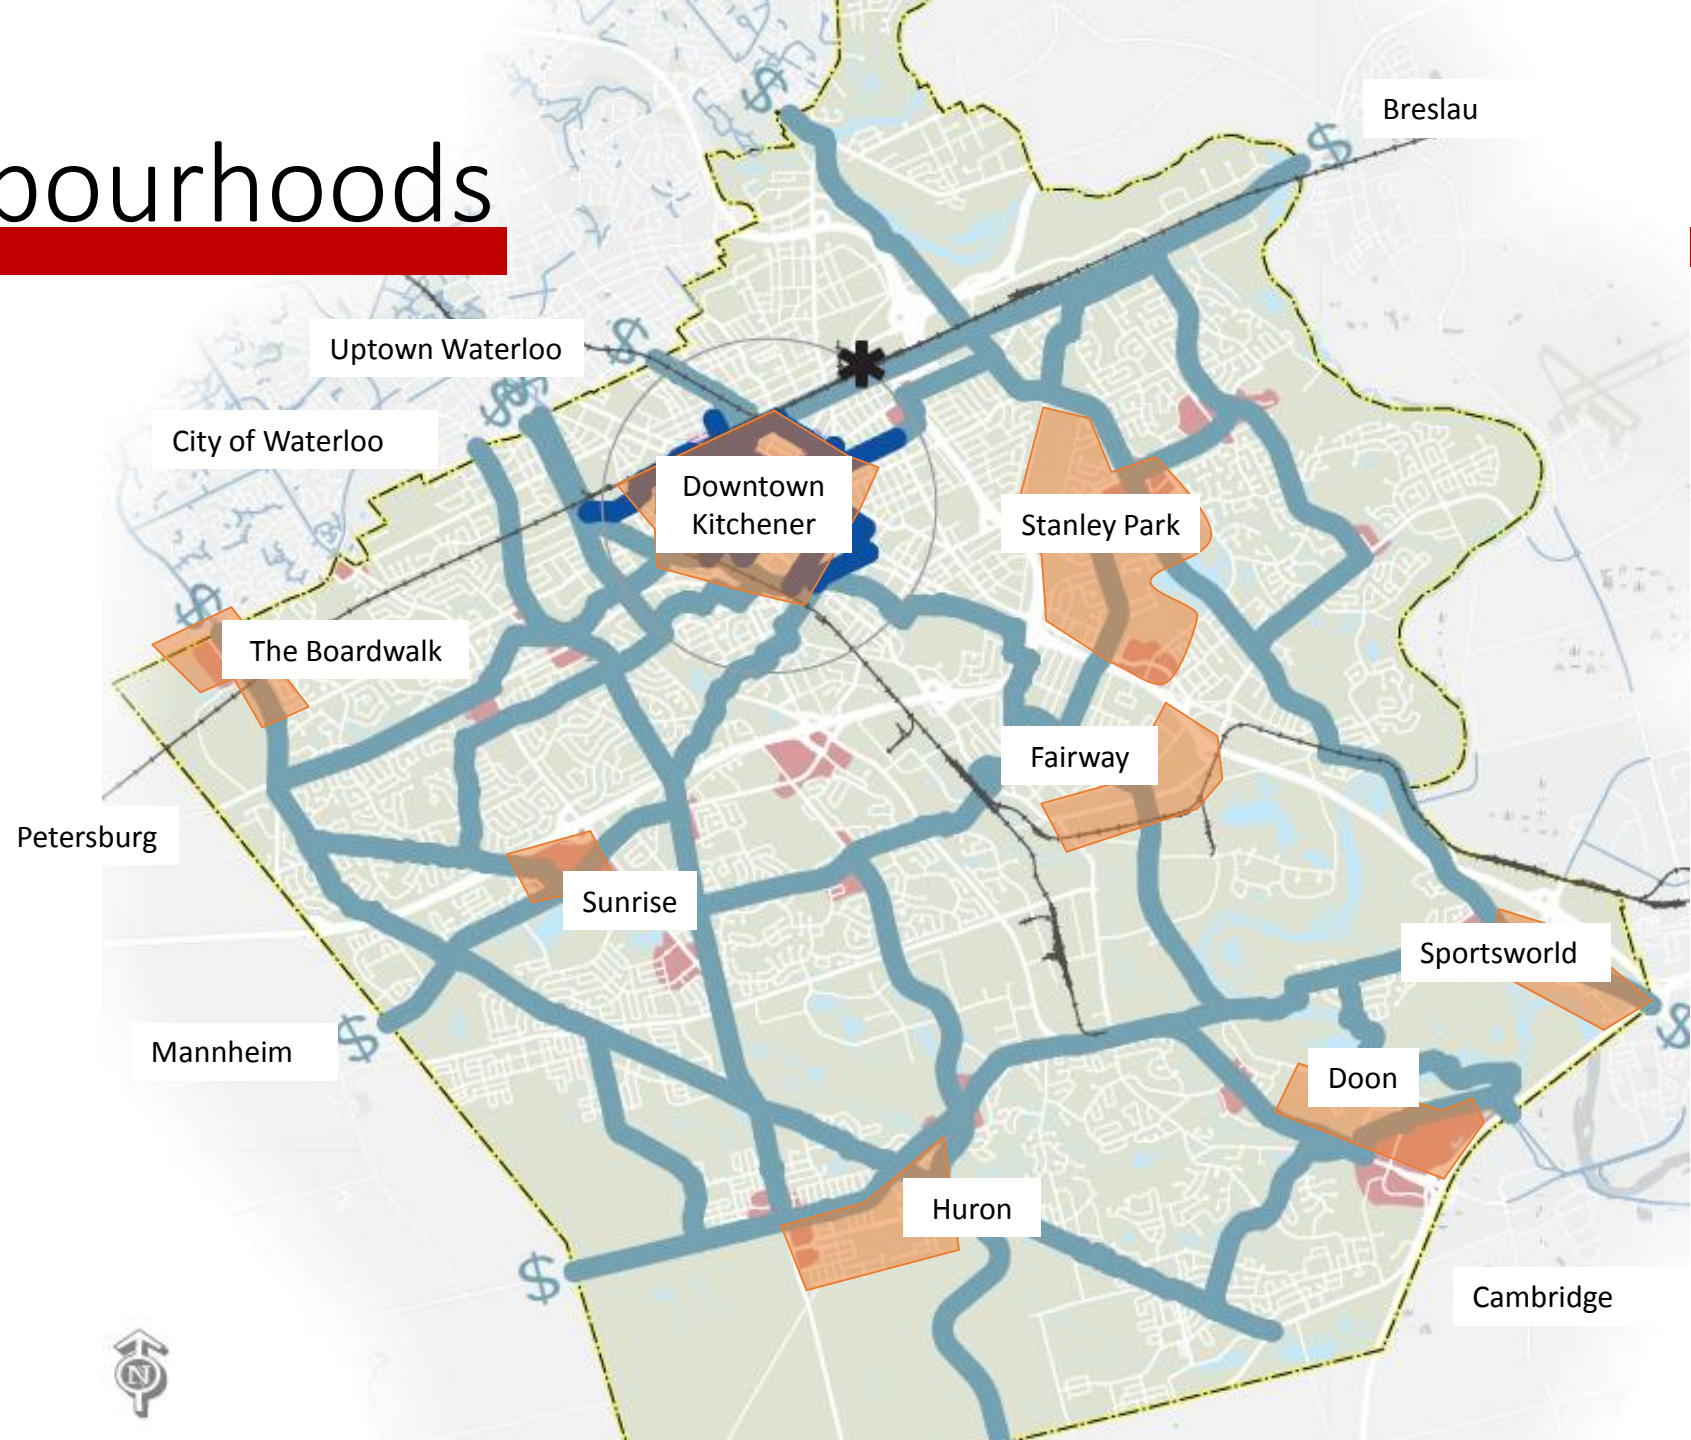 bourhoods
Breslau
$
$
Uptown Waterloo
$
$$
City of Waterloo
*
Downtown
Kitchener
Stanley Park
$
The Boardwalk
Fairway
Petersburg
Sunrise
Sportsworld
$
Mannheim
$
Doon
Huron
$
Cambridge
N